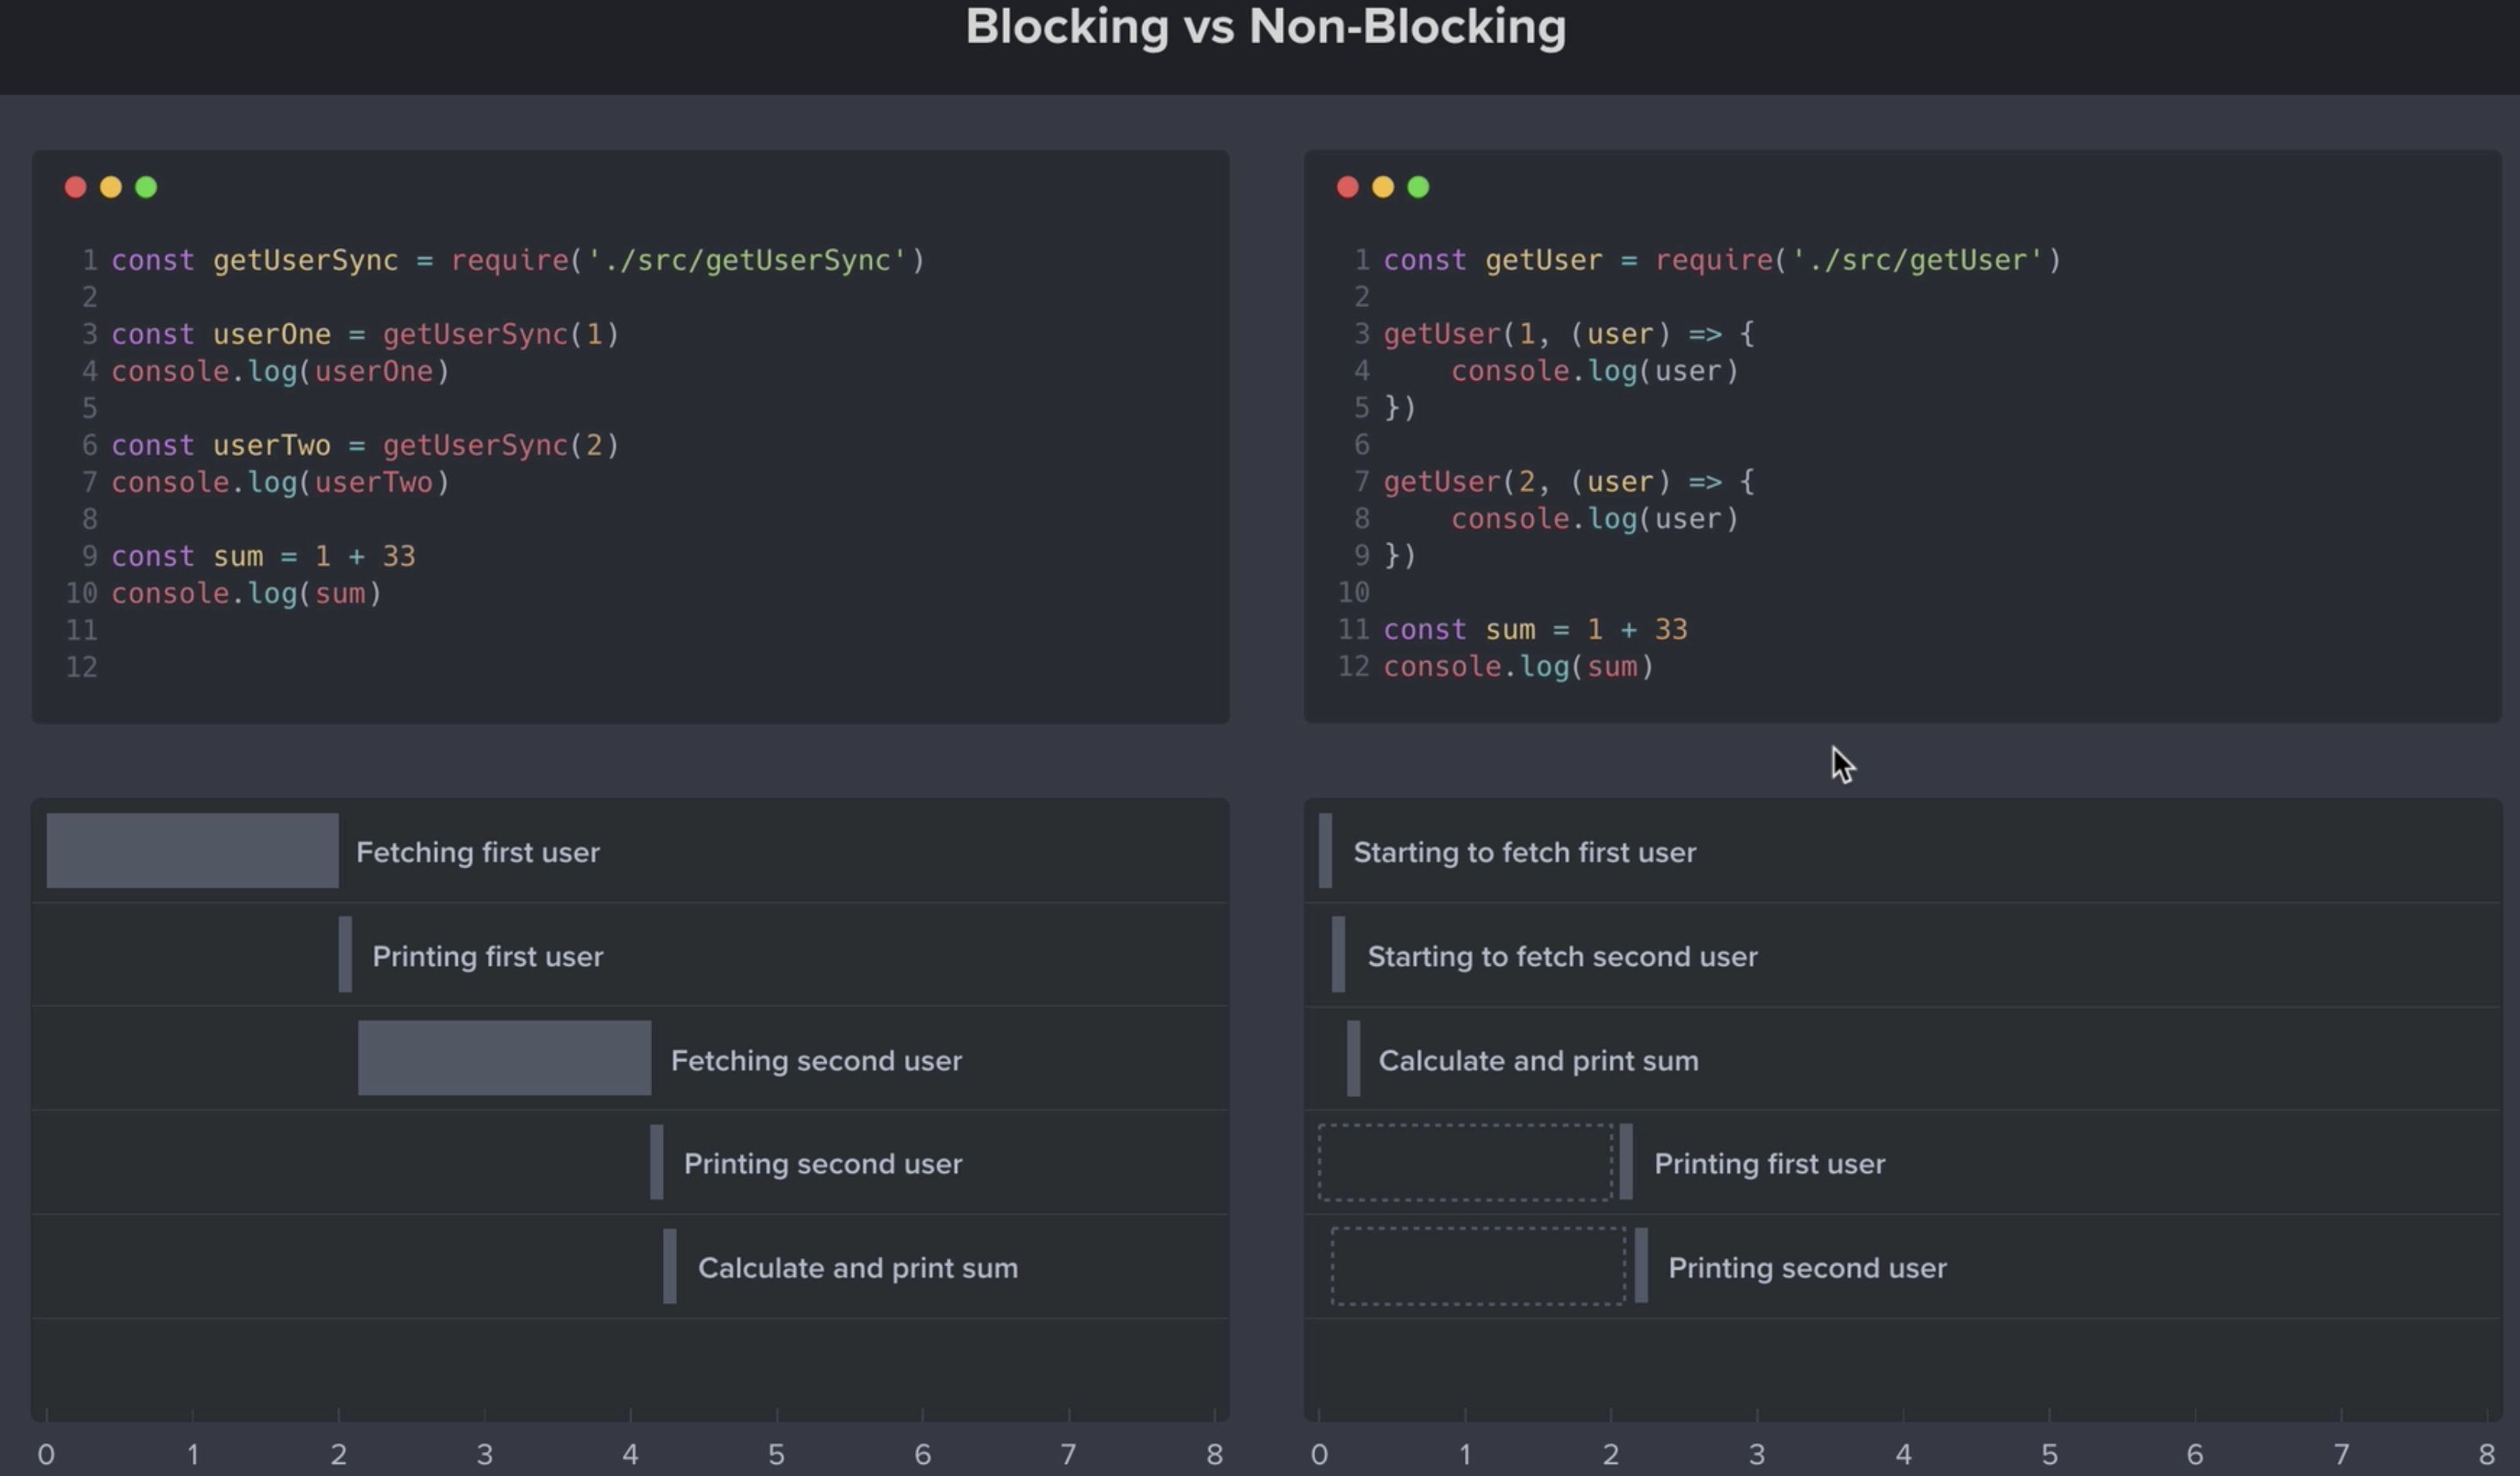 Blocking vs Non-Blocking
1 const getUserSync = require('./src/getUserSync')
2
3 const userOne = getUserSync(1)
4 console.log(userOne)
5
6 const userTwo = getUserSync(2)
7 console.log(userTwo)
8
9 const sum = 1 + 33
10 console.log(sum)
11
12
1 const getUser = require('./src/getUser')
2
3 getUser(1, (user) => {
4     console.log(user)
5 })
6
7 getUser(2, (user) => {
8     console.log(user)
9 })
10
11 const sum = 1 + 33
12 console.log(sum)
Fetching first user
Printing first user
Fetching second user
Printing second user
Calculate and print sum
0 1 2 3 4 5 6 7 8
Starting to fetch first user
Starting to fetch second user
Calculate and print sum
Printing first user
Printing second user
0 1 2 3 4 5 6 7 8